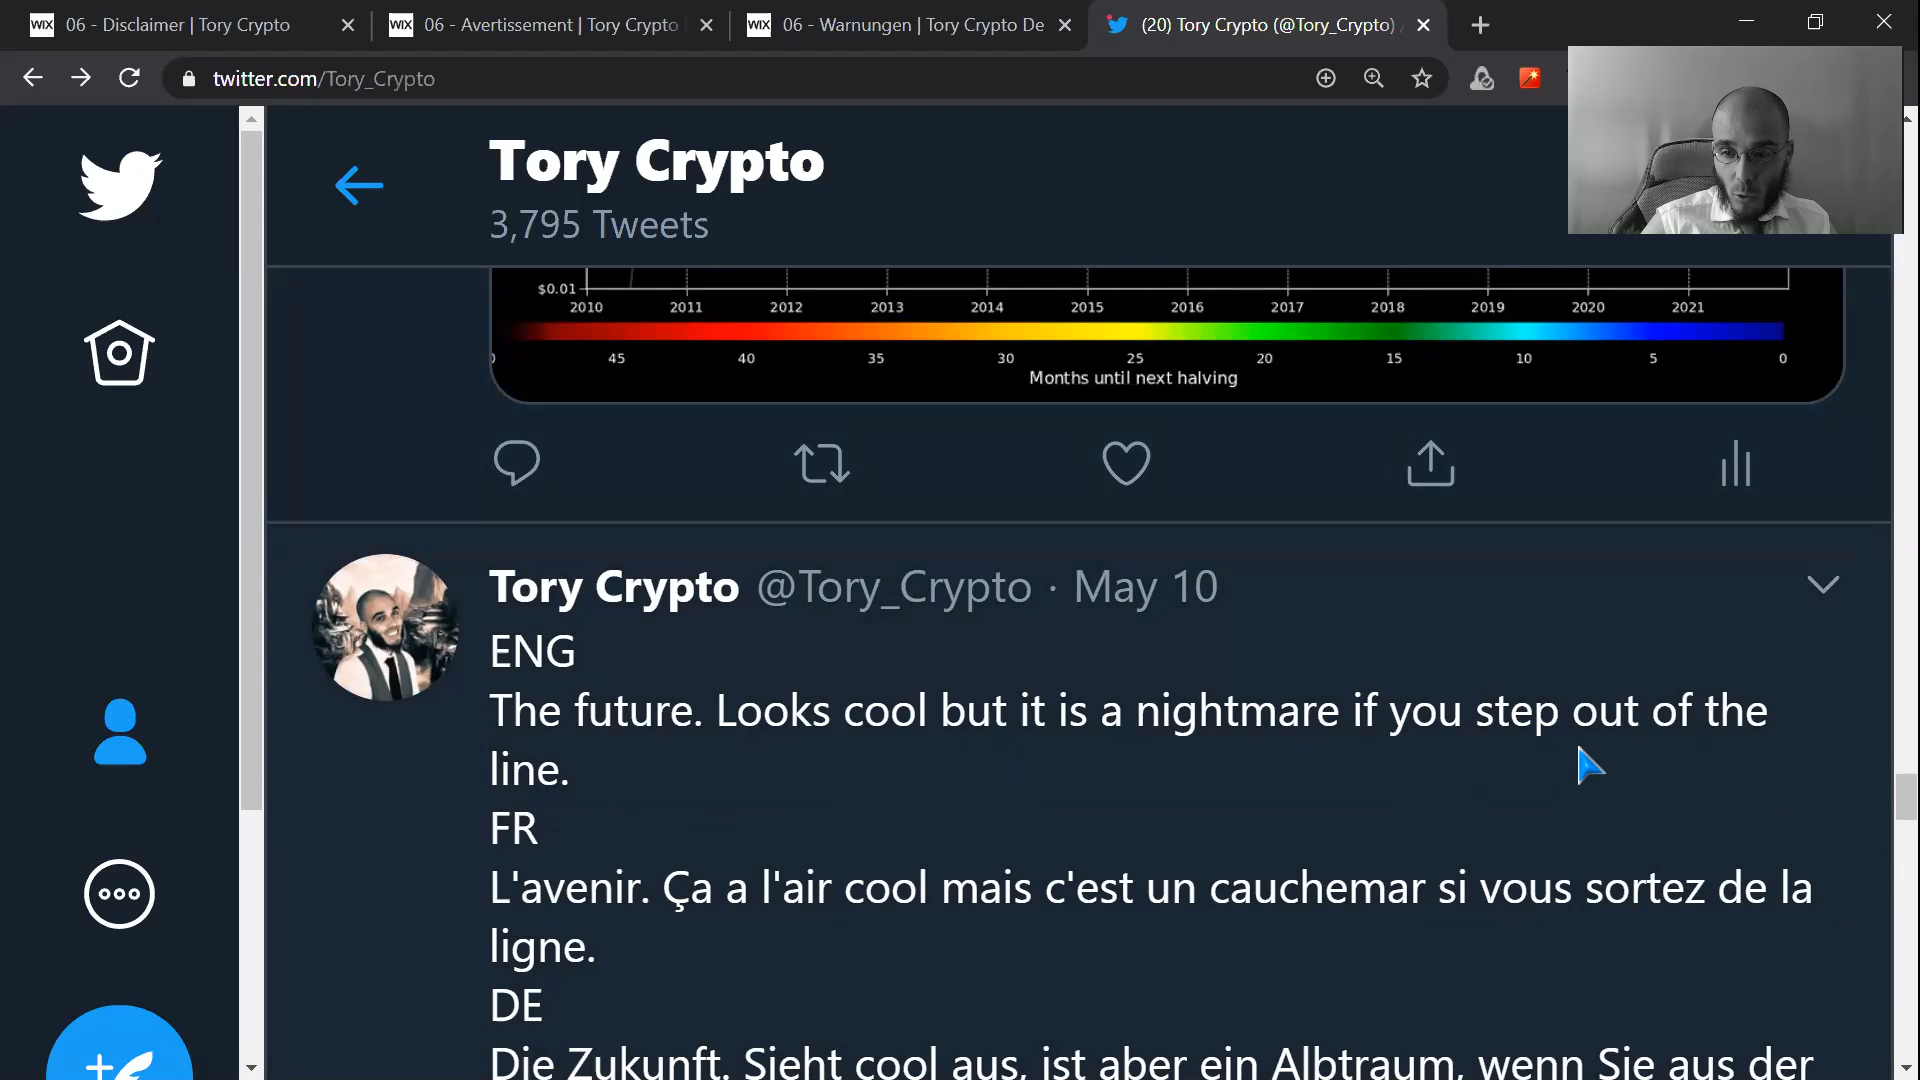 WIX 06 - Disclaimer | Tory Crypto
WIX 06 - Avertissement | Tory Crypto
WIX 06 - Warnungen | Tory Crypto De
(20) Tory Crypto (@Tory_Crypto)
twitter.com/Tory_Crypto
Tory Crypto
3,795 Tweets
$0.01
2010 2011 2012 2013 2014 2015 2016 2017 2018 2019 2020 2021
45 40 35 30 25 20 15 10 5 0
Months until next halving
Tory Crypto @Tory_Crypto · May 10
ENG
The future. Looks cool but it is a nightmare if you step out of the
line.
FR
L'avenir. Ça a l'air cool mais c'est un cauchemar si vous sortez de la
ligne.
DE
Die Zukunft. Sieht cool aus, ist aber ein Albtraum, wenn Sie aus der